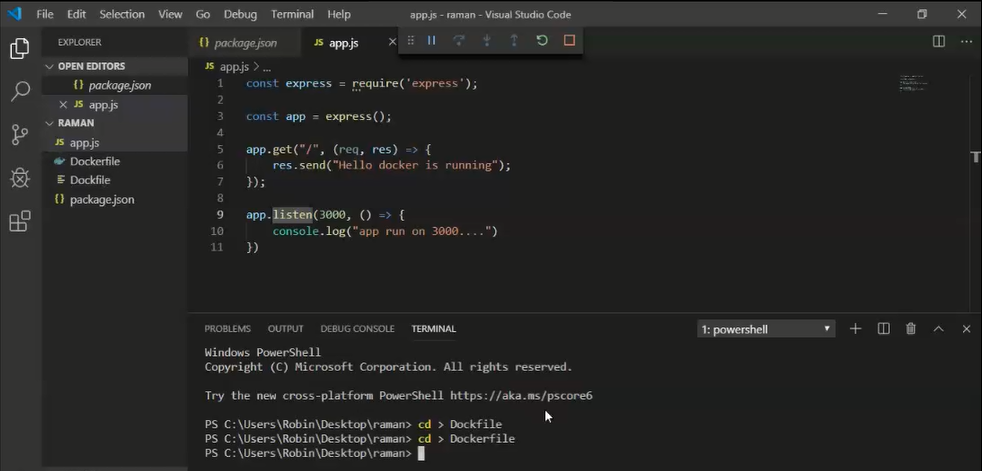 File Edit Selection View Go Debug Terminal Help app.js - raman - Visual Studio Code
EXPLORER
OPEN EDITORS
package.json
JS app.js
RAMAN
JS app.js
Dockerfile
Dockfile
{ } package.json
{ } package.json JS app.js
JS app.js > ...
1 const express = require('express');
2
3 const app = express();
4
5 app.get("/", (req, res) => {
6 res.send("Hello docker is running");
7 });
8
9 app.listen(3000, () => {
10 console.log("app run on 3000....")
11 })
PROBLEMS OUTPUT DEBUG CONSOLE TERMINAL 1: powershell
Windows PowerShell
Copyright (C) Microsoft Corporation. All rights reserved.
Try the new cross-platform PowerShell https://aka.ms/pscore6
PS C:\Users\Robin\Desktop\raman> cd > Dockfile
PS C:\Users\Robin\Desktop\raman> cd > Dockerfile
PS C:\Users\Robin\Desktop\raman>